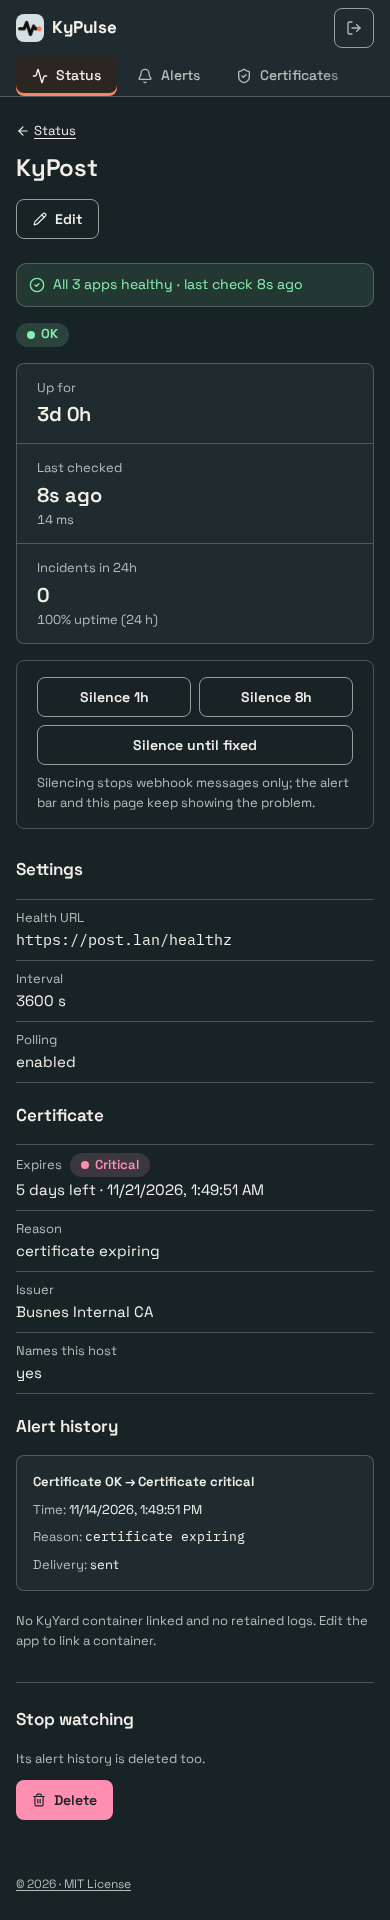 KyPulse
Status
Alerts
Certificates
← Status
KyPost
Edit
All 3 apps healthy · last check 8s ago
OK
Up for
3d 0h
Last checked
8s ago
14 ms
Incidents in 24h
0
100% uptime (24 h)
Silence 1h
Silence 8h
Silence until fixed
Silencing stops webhook messages only; the alert
bar and this page keep showing the problem.
Settings
Health URL
https://post.lan/healthz
Interval
3600 s
Polling
enabled
Certificate
Expires
Critical
5 days left · 11/21/2026, 1:49:51 AM
Reason
certificate expiring
Issuer
Busnes Internal CA
Names this host
yes
Alert history
Certificate OK → Certificate critical
Time: 11/14/2026, 1:49:51 PM
Reason: certificate expiring
Delivery: sent
No KyYard container linked and no retained logs. Edit the
app to link a container.
Stop watching
Its alert history is deleted too.
Delete
© 2026 · MIT License